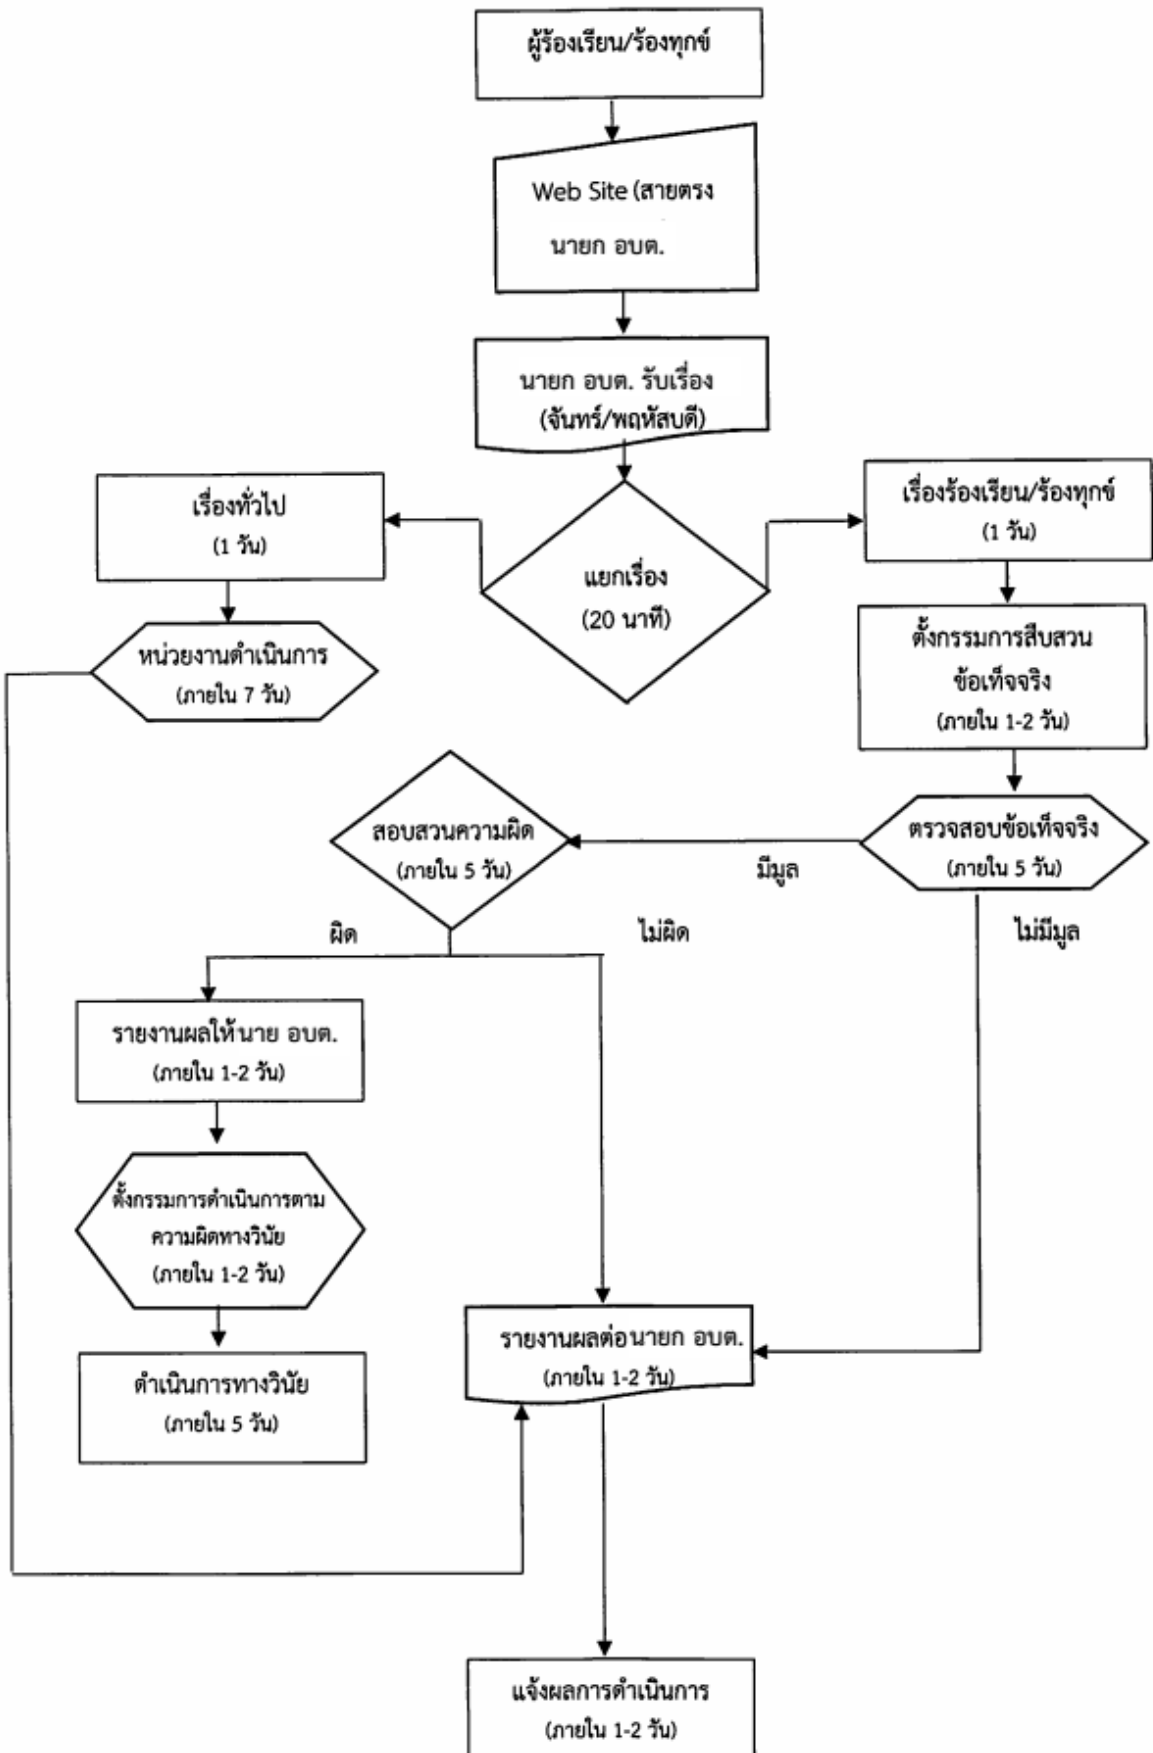 ผู้ร้องเรียน/ร้องทุกข์
Web Site (สายตรง
นายก อบต.
นายก อบต. รับเรื่อง
(จันทร์/พฤหัสบดี)
เรื่องทั่วไป
(1 วัน)
แยกเรื่อง
(20 นาที)
เรื่องร้องเรียน/ร้องทุกข์
(1 วัน)
หน่วยงานดำเนินการ
(ภายใน 7 วัน)
ตั้งกรรมการสืบสวน
ข้อเท็จจริง
(ภายใน 1-2 วัน)
สอบสวนความผิด
(ภายใน 5 วัน)
มีมูล
ตรวจสอบข้อเท็จจริง
(ภายใน 5 วัน)
ผิด
ไม่ผิด
ไม่มีมูล
รายงานผลให้นาย อบต.
(ภายใน 1-2 วัน)
ตั้งกรรมการดำเนินการตาม
ความผิดทางวินัย
(ภายใน 1-2 วัน)
ดำเนินการทางวินัย
(ภายใน 5 วัน)
รายงานผลต่อนายก อบต.
(ภายใน 1-2 วัน)
แจ้งผลการดำเนินการ
(ภายใน 1-2 วัน)